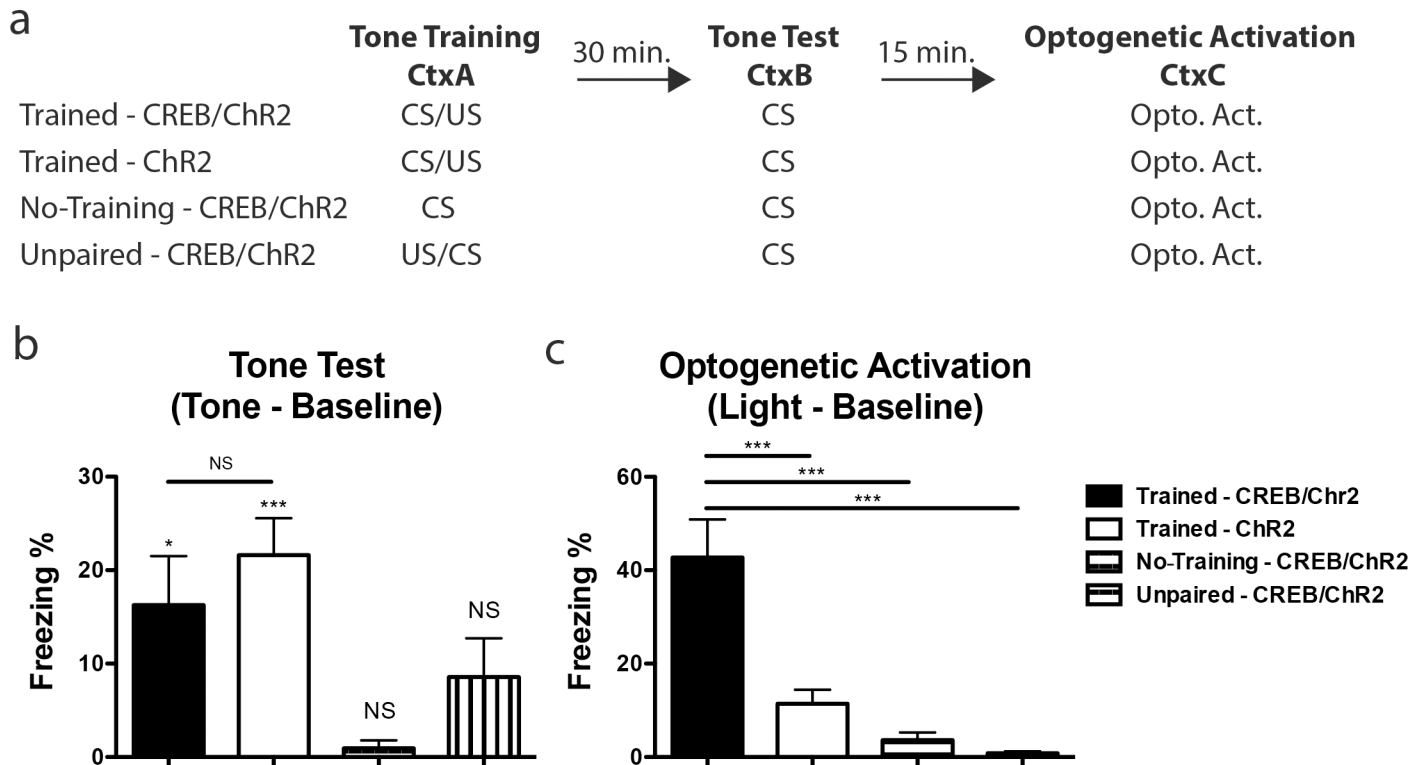 a
Tone Training 30 min. Tone Test 15 min. Optogenetic Activation
CtxA CtxB CtxC
Trained - CREB/ChR2 CS/US CS Opto. Act.
Trained - ChR2 CS/US CS Opto. Act.
No-Training - CREB/ChR2 CS CS Opto. Act.
Unpaired - CREB/ChR2 US/CS CS Opto. Act.
b
Tone Test
(Tone - Baseline)
Freezing %
30
20
10
0
NS
*
***
NS
NS
c
Optogenetic Activation
(Light - Baseline)
Freezing %
60
40
20
0
***
***
***
Trained - CREB/Chr2
Trained - ChR2
No-Training - CREB/ChR2
Unpaired - CREB/ChR2